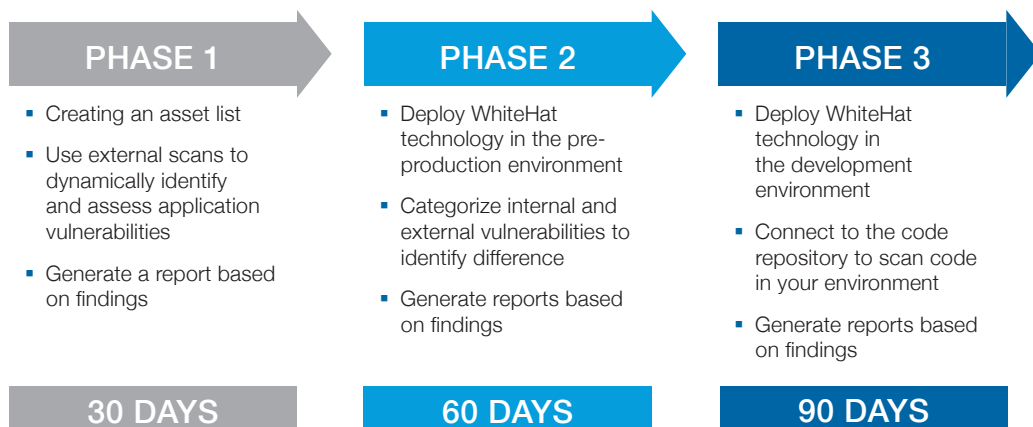 PHASE 1
▪ Creating an asset list
▪ Use external scans to
dynamically identify
and assess application
vulnerabilities
▪ Generate a report based
on findings
30 DAYS
PHASE 2
▪ Deploy WhiteHat
technology in the pre-
production environment
▪ Categorize internal and
external vulnerabilities to
identify difference
▪ Generate reports based
on findings
60 DAYS
PHASE 3
▪ Deploy WhiteHat
technology in
the development
environment
▪ Connect to the code
repository to scan code
in your environment
▪ Generate reports based
on findings
90 DAYS